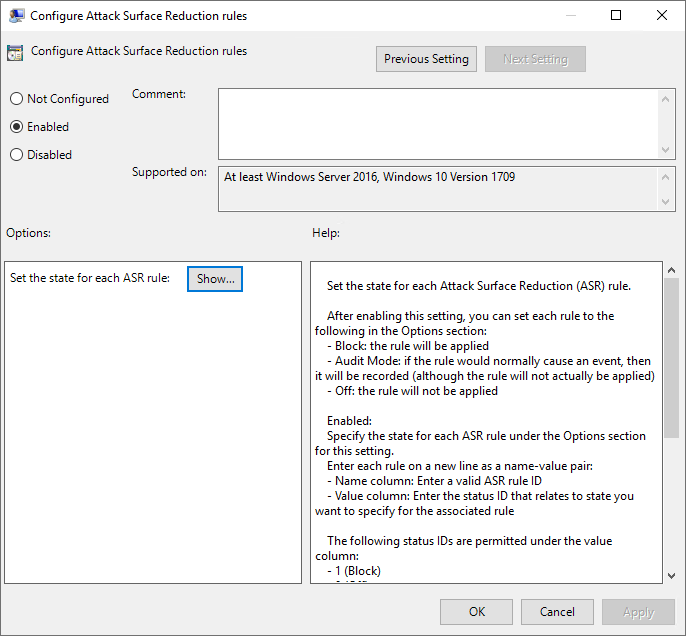 Configure Attack Surface Reduction rules
Configure Attack Surface Reduction rules
Previous Setting
Next Setting
Not Configured
Comment:
Enabled
Disabled
Supported on:
At least Windows Server 2016, Windows 10 Version 1709
Options:
Help:
Set the state for each ASR rule:
Show...
Set the state for each Attack Surface Reduction (ASR) rule.
After enabling this setting, you can set each rule to the
following in the Options section:
- Block: the rule will be applied
- Audit Mode: if the rule would normally cause an event, then
it will be recorded (although the rule will not actually be applied)
- Off: the rule will not be applied
Enabled:
Specify the state for each ASR rule under the Options section
for this setting.
Enter each rule on a new line as a name-value pair:
- Name column: Enter a valid ASR rule ID
- Value column: Enter the status ID that relates to state you
want to specify for the associated rule
The following status IDs are permitted under the value
column:
- 1 (Block)
OK
Cancel
Apply